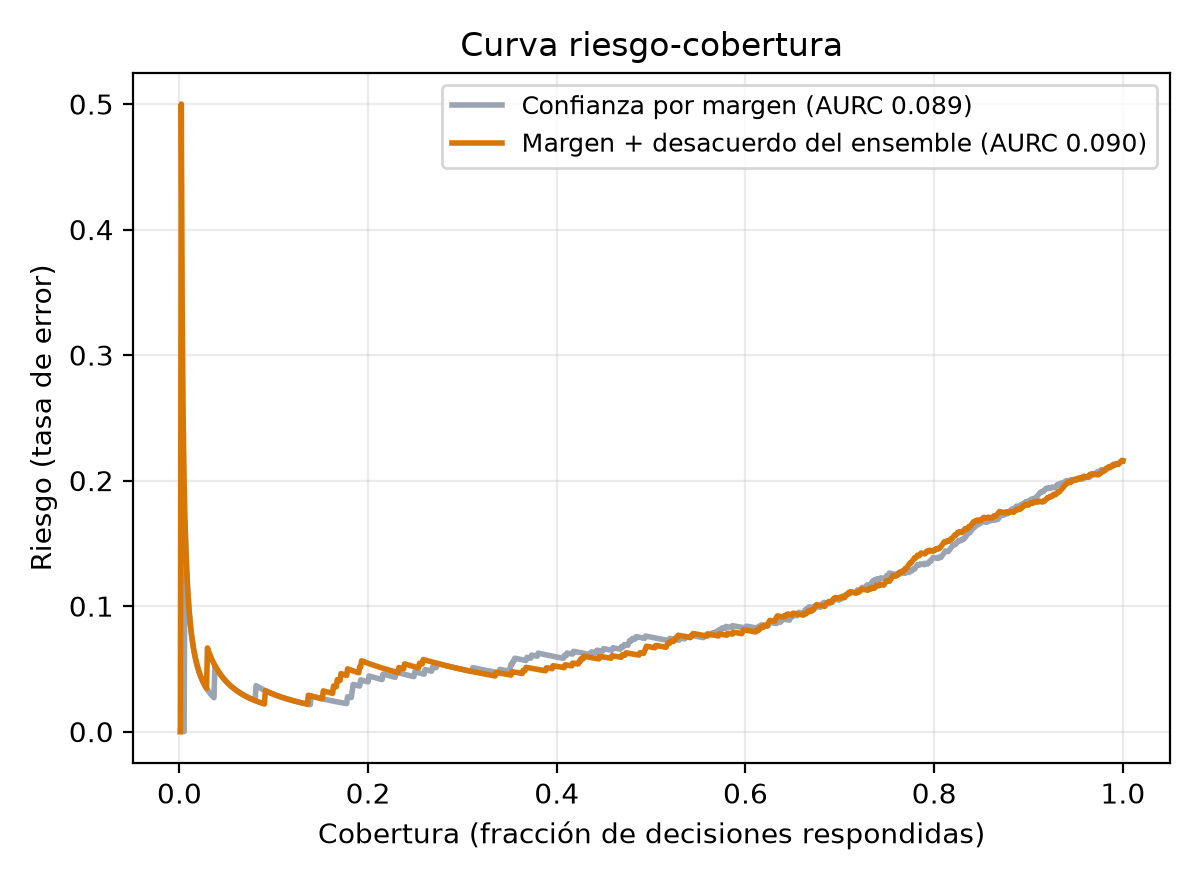 Curva riesgo-cobertura
Confianza por margen (AURC 0.089)
Margen + desacuerdo del ensemble (AURC 0.090)
Riesgo (tasa de error)
0.5
0.4
0.3
0.2
0.1
0.0
0.0 0.2 0.4 0.6 0.8 1.0
Cobertura (fracción de decisiones respondidas)